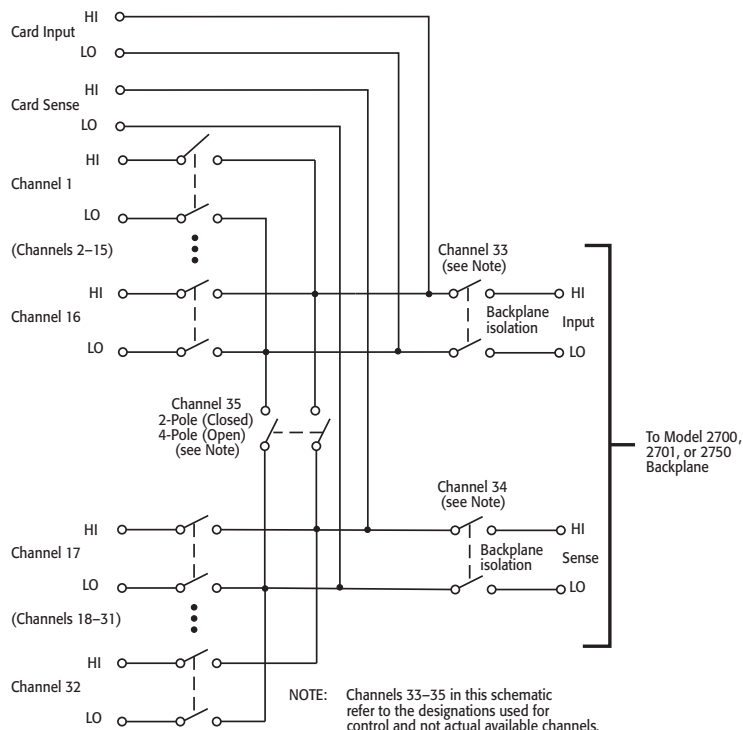 HI
Card Input
LO
HI
Card Sense
LO
HI
Channel 1
LO
(Channels 2–15)
Channel 33
(see Note)
HI
HI
Channel 16
Backplane
isolation
Input
LO
LO
Channel 35
2-Pole (Closed)
4-Pole (Open)
(see Note)
To Model 2700,
2701, or 2750
Backplane
Channel 34
(see Note)
HI
HI
Channel 17
Backplane
isolation
Sense
LO
LO
(Channels 18–31)
HI
Channel 32
LO
NOTE: Channels 33–35 in this schematic
refer to the designations used for
control and not actual available channels.